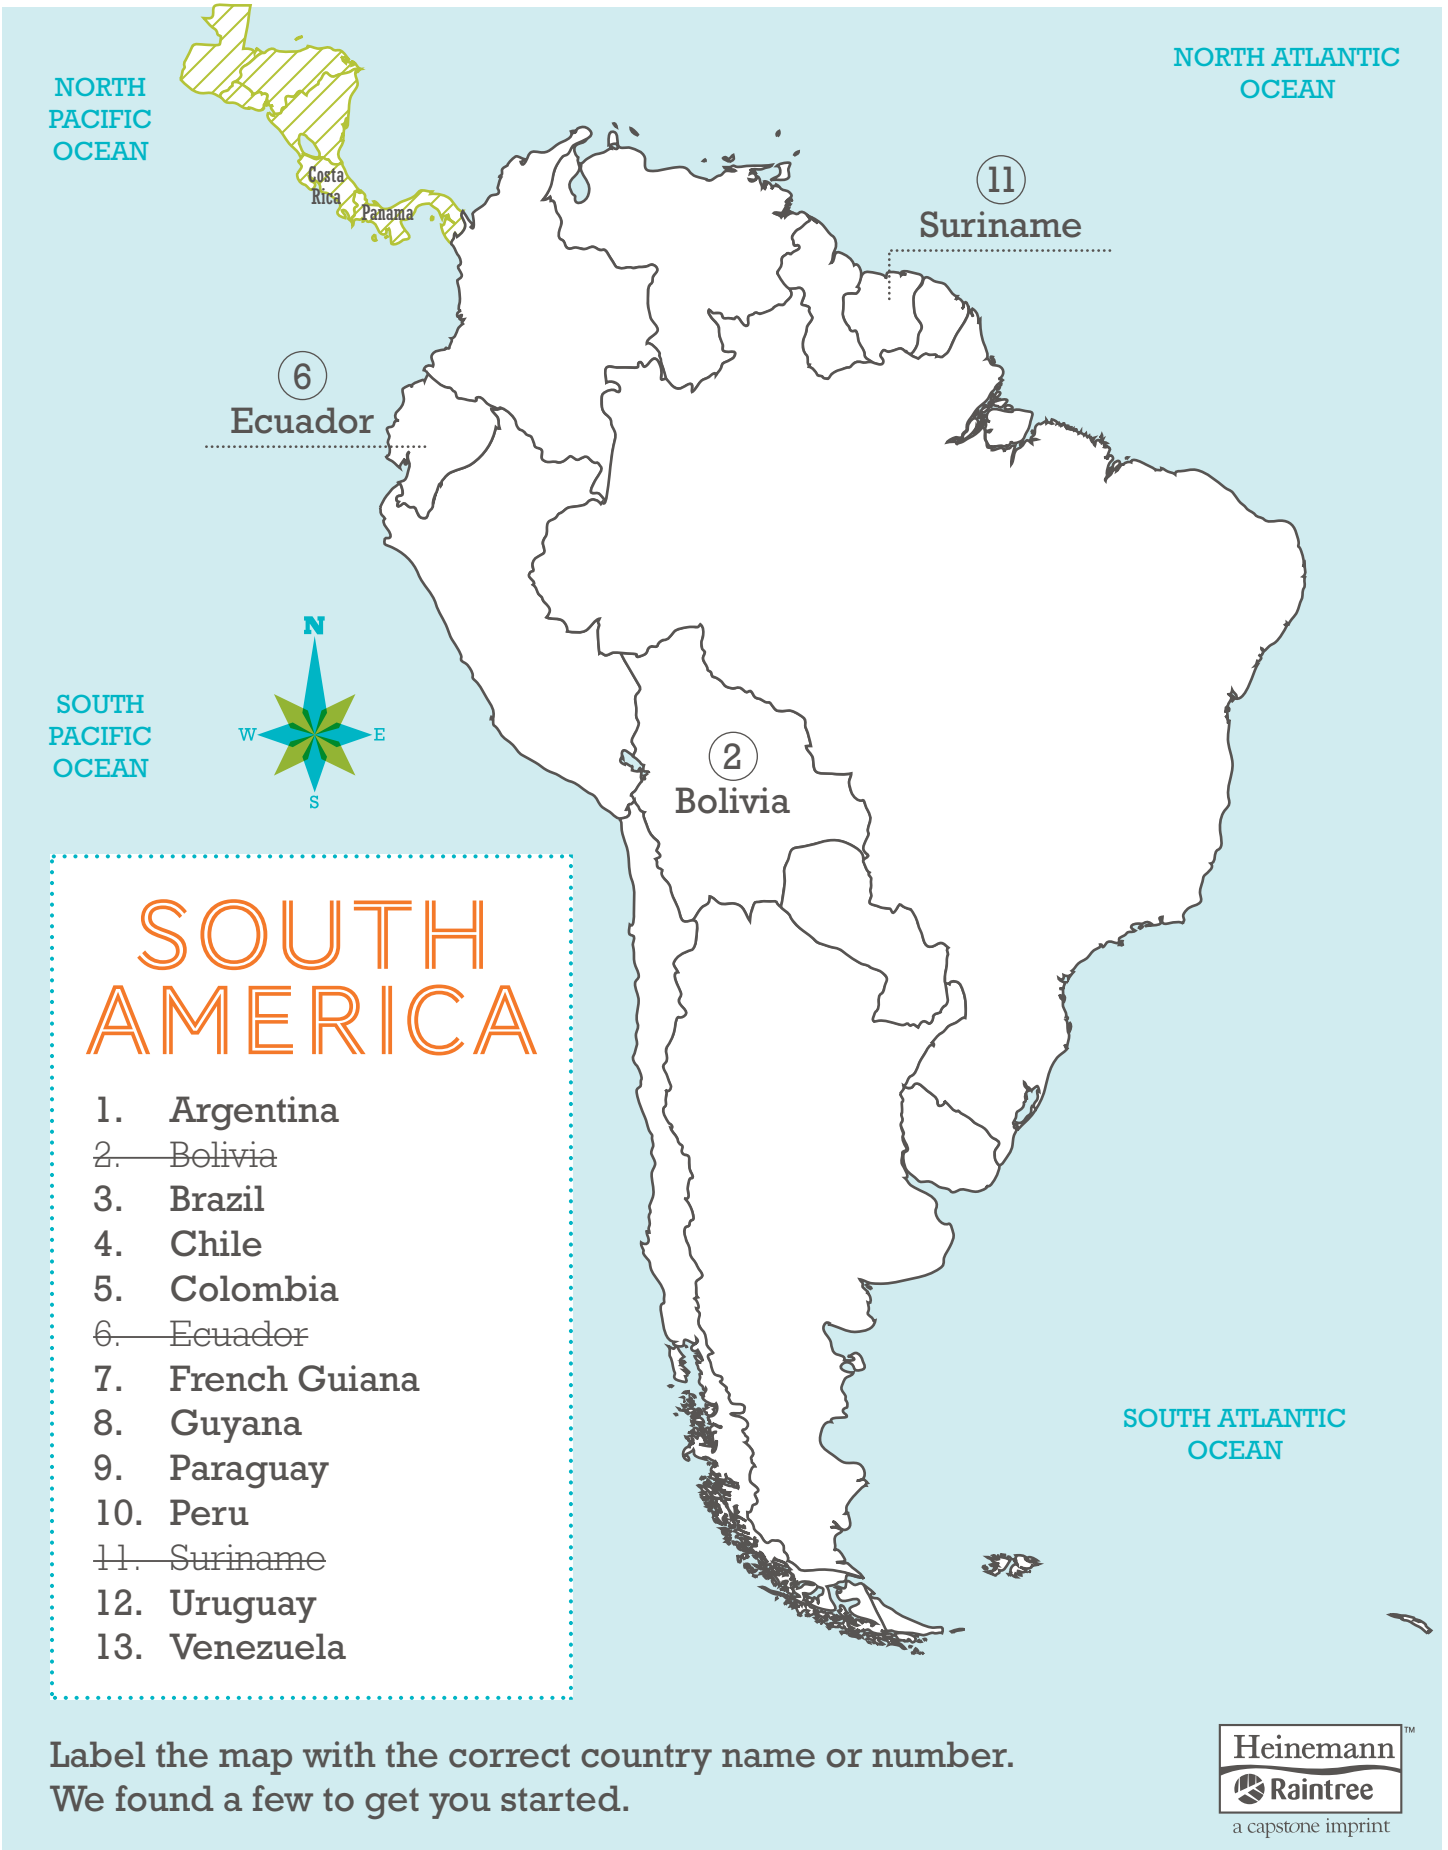 NORTH ATLANTIC
OCEAN
NORTH
PACIFIC
OCEAN
Costa
Rica
Panama
11
Suriname
6
Ecuador
N
W
E
S
SOUTH
PACIFIC
OCEAN
2
Bolivia
SOUTH
AMERICA
1. Argentina
2. Bolivia
3. Brazil
4. Chile
5. Colombia
6. Ecuador
7. French Guiana
8. Guyana
9. Paraguay
10. Peru
11. Suriname
12. Uruguay
13. Venezuela
SOUTH ATLANTIC
OCEAN
Label the map with the correct country name or number.
We found a few to get you started.
Heinemann™
Raintree
a capstone imprint